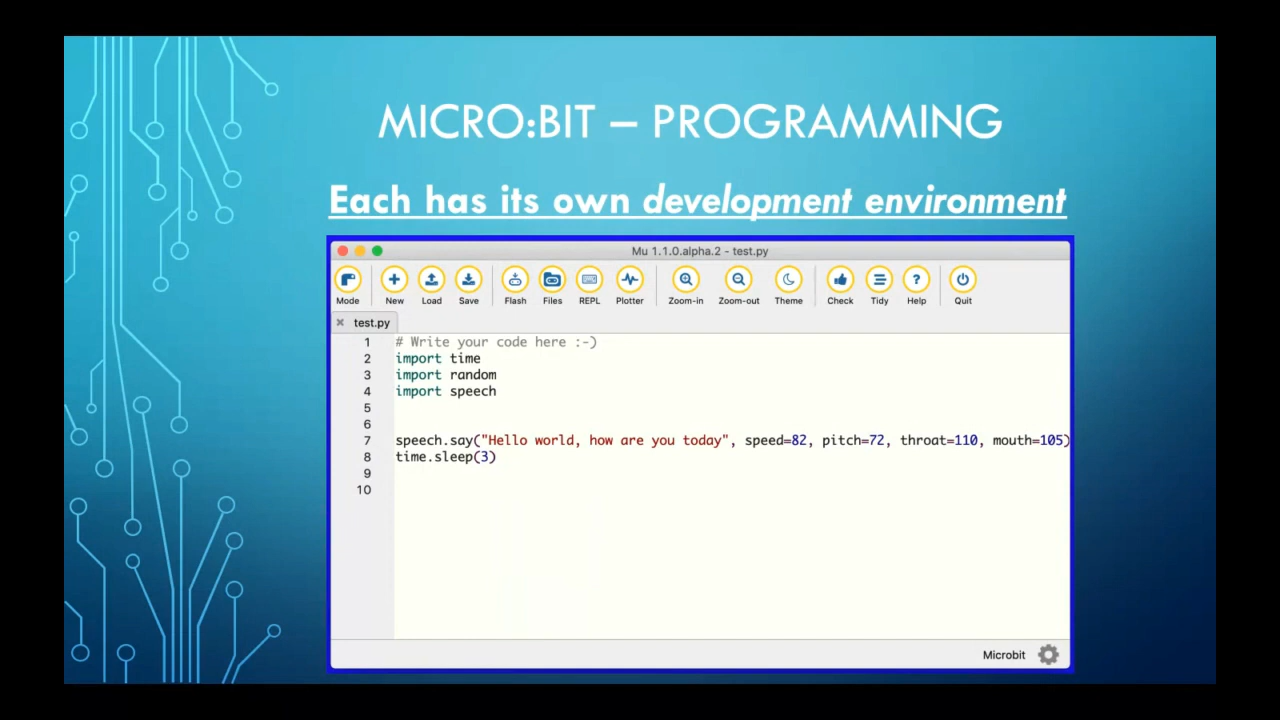 MICRO:BIT – PROGRAMMING
Each has its own development environment
Mu 1.1.0.alpha.2 - test.py
Mode New Load Save Flash Files REPL Plotter Zoom-in Zoom-out Theme Check Tidy Help Quit
test.py
1 # Write your code here :-)
2 import time
3 import random
4 import speech
5
6
7 speech.say("Hello world, how are you today", speed=82, pitch=72, throat=110, mouth=105)
8 time.sleep(3)
9
10
Microbit